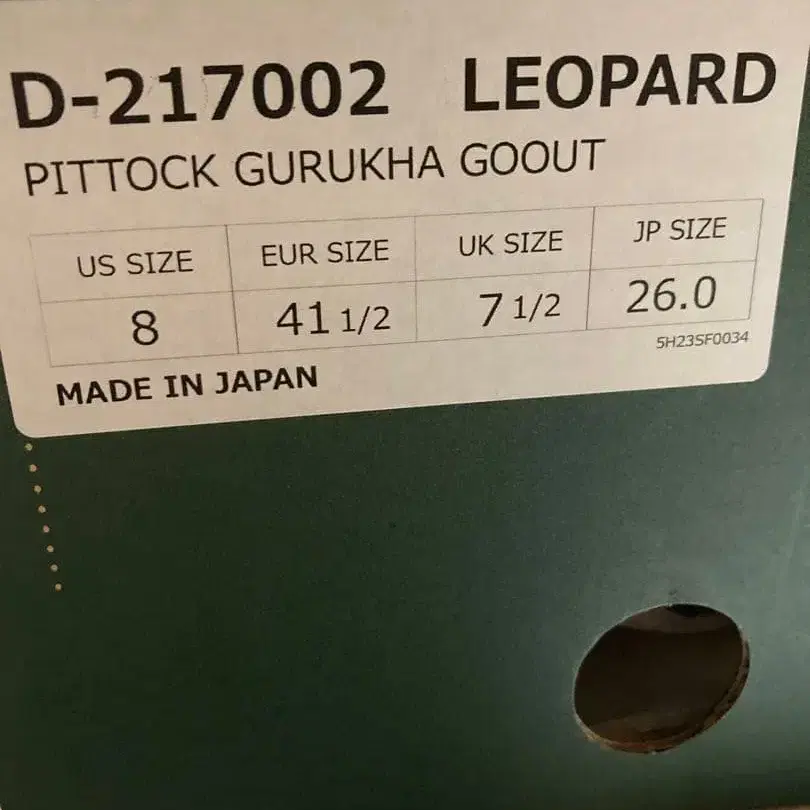 D-217002 LEOPARD
PITTOCK GURUKHA GOOUT
US SIZE EUR SIZE UK SIZE JP SIZE
8 41 1/2 7 1/2 26.0
5H23SF0034
MADE IN JAPAN